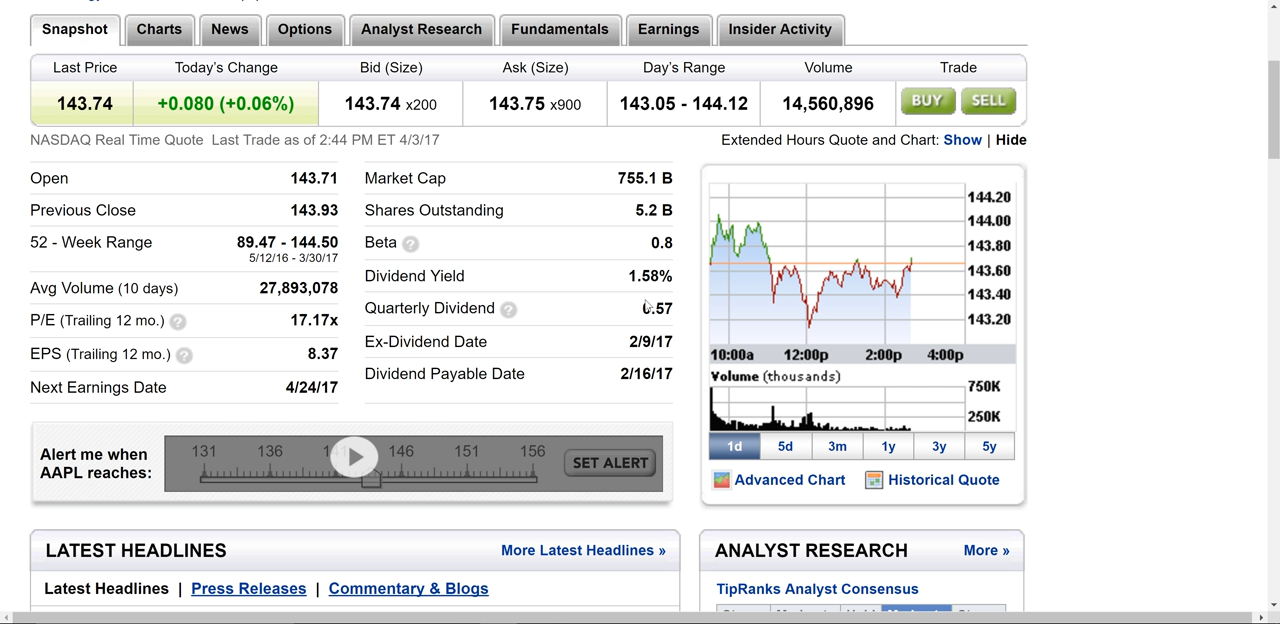 Snapshot Charts News Options Analyst Research Fundamentals Earnings Insider Activity
Last Price Today's Change Bid (Size) Ask (Size) Day's Range Volume Trade
143.74 +0.080 (+0.06%) 143.74 x200 143.75 x900 143.05 - 144.12 14,560,896 BUY SELL
NASDAQ Real Time Quote Last Trade as of 2:44 PM ET 4/3/17
Extended Hours Quote and Chart: Show | Hide
Open 143.71
Previous Close 143.93
52 - Week Range 89.47 - 144.50
5/12/16 - 3/30/17
Avg Volume (10 days) 27,893,078
P/E (Trailing 12 mo.) ? 17.17x
EPS (Trailing 12 mo.) ? 8.37
Next Earnings Date 4/24/17
Market Cap 755.1 B
Shares Outstanding 5.2 B
Beta ? 0.8
Dividend Yield 1.58%
Quarterly Dividend ? 0.57
Ex-Dividend Date 2/9/17
Dividend Payable Date 2/16/17
144.20
144.00
143.80
143.60
143.40
143.20
10:00a 12:00p 2:00p 4:00p
Volume (thousands)
750K
250K
1d 5d 3m 1y 3y 5y
Advanced Chart Historical Quote
Alert me when
AAPL reaches:
131 136 146 151 156
SET ALERT
LATEST HEADLINES More Latest Headlines »
Latest Headlines | Press Releases | Commentary & Blogs
ANALYST RESEARCH More »
TipRanks Analyst Consensus